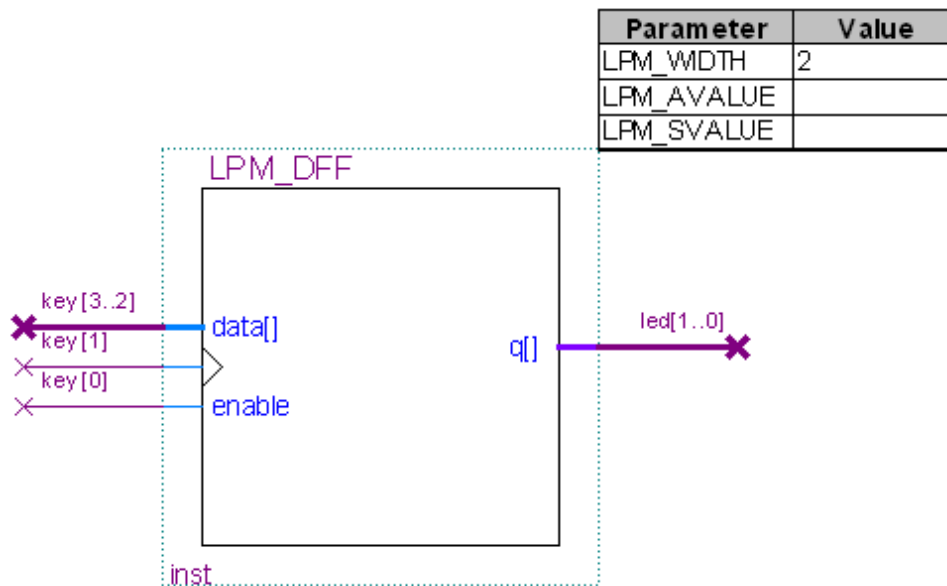 Parameter Value
LPM_WIDTH 2
LPM_AVALUE
LPM_SVALUE
LPM_DFF
key[3..2]
data[]
key[1]
key[0]
enable
q[]
led[1..0]
inst